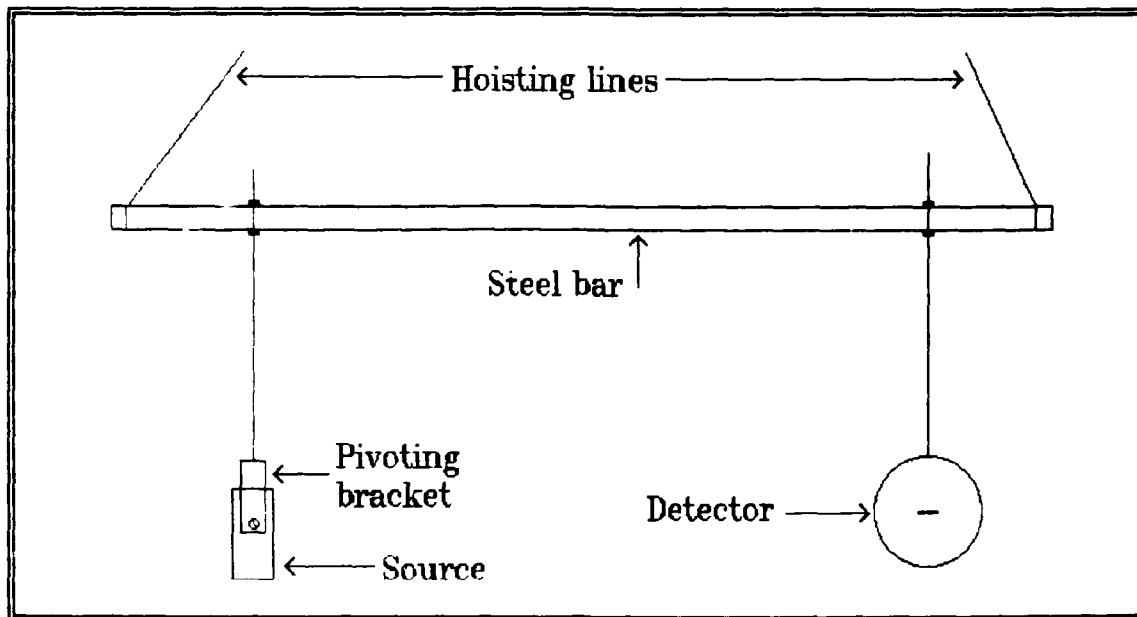 Hoisting lines
Steel bar
Pivoting
bracket
Detector
Source